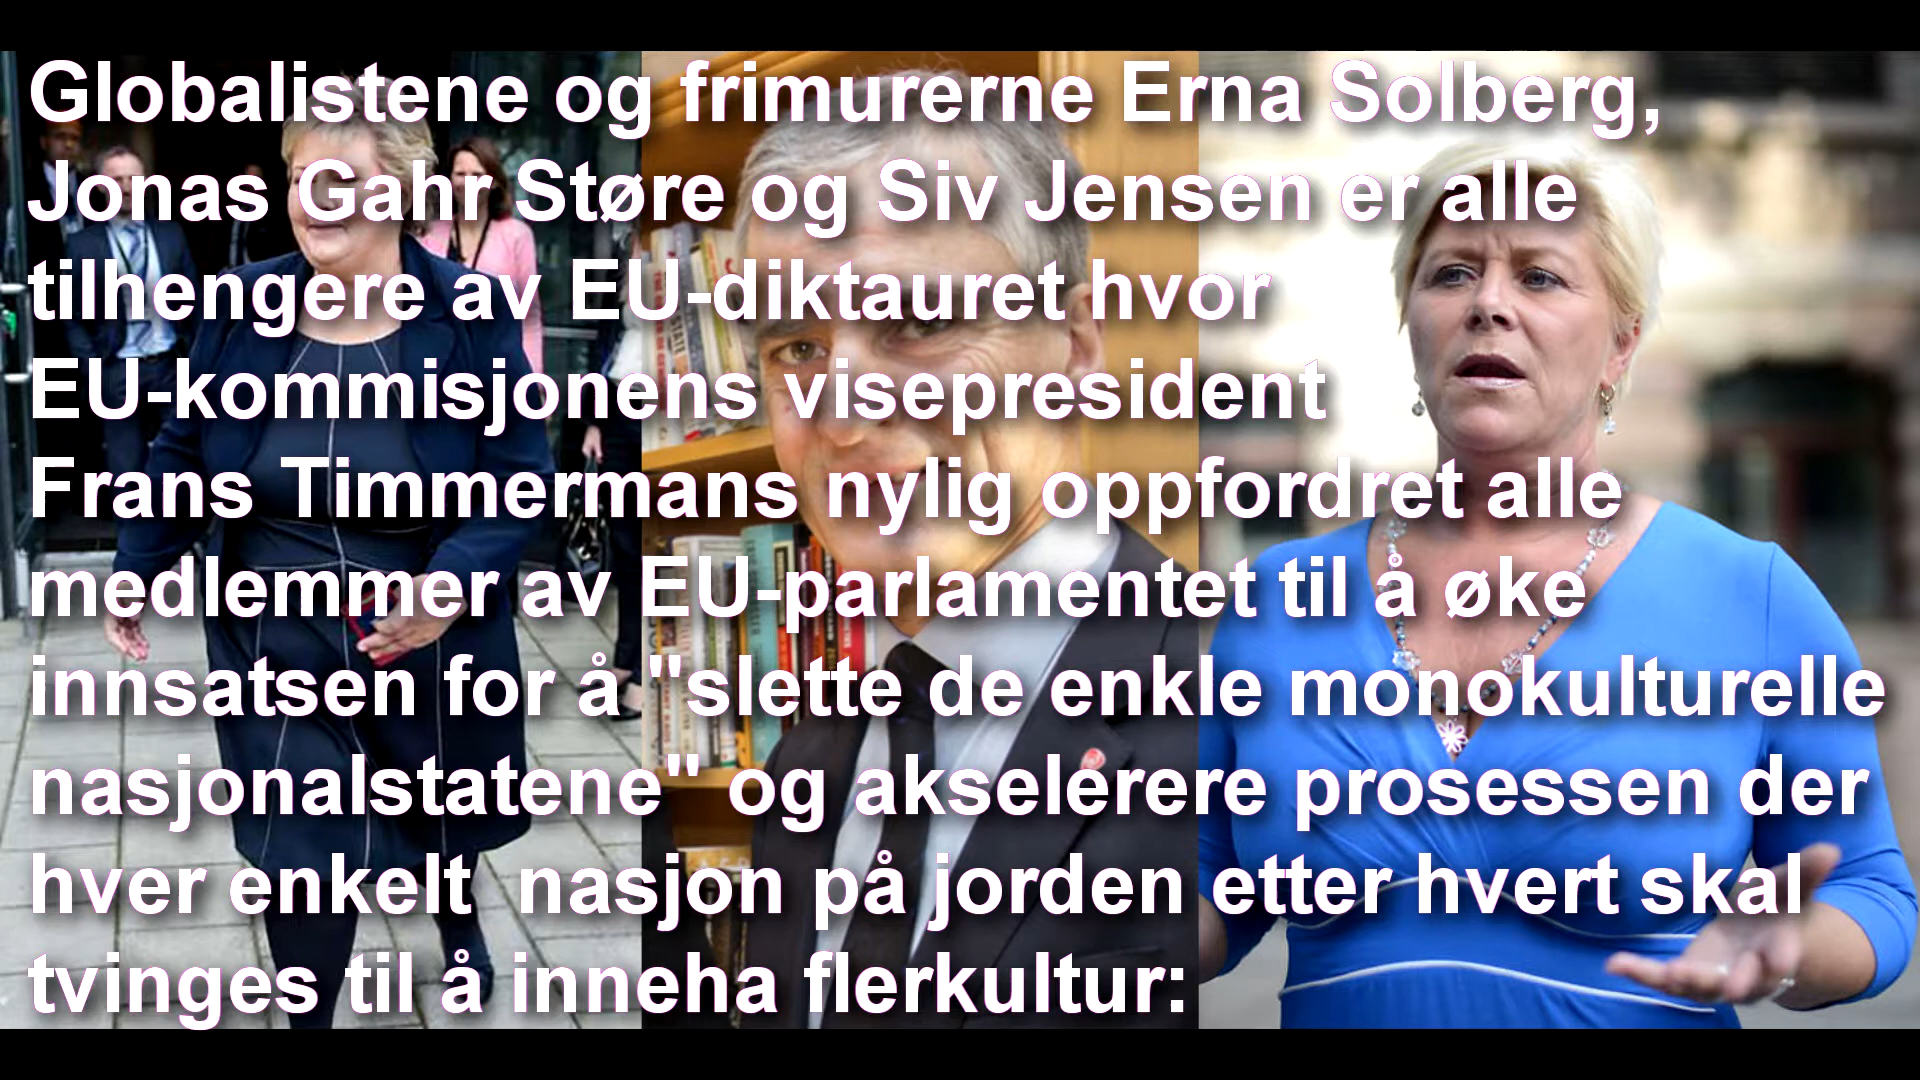 Globalistene og frimurerne Erna Solberg,
Jonas Gahr Støre og Siv Jensen er alle
tilhengere av EU-diktauret hvor
EU-kommisjonens visepresident
Frans Timmermans nylig oppfordret alle
medlemmer av EU-parlamentet til å øke
innsatsen for å "slette de enkle monokulturelle
nasjonalstatene" og akselerere prosessen der
hver enkelt  nasjon på jorden etter hvert skal
tvinges til å inneha flerkultur: